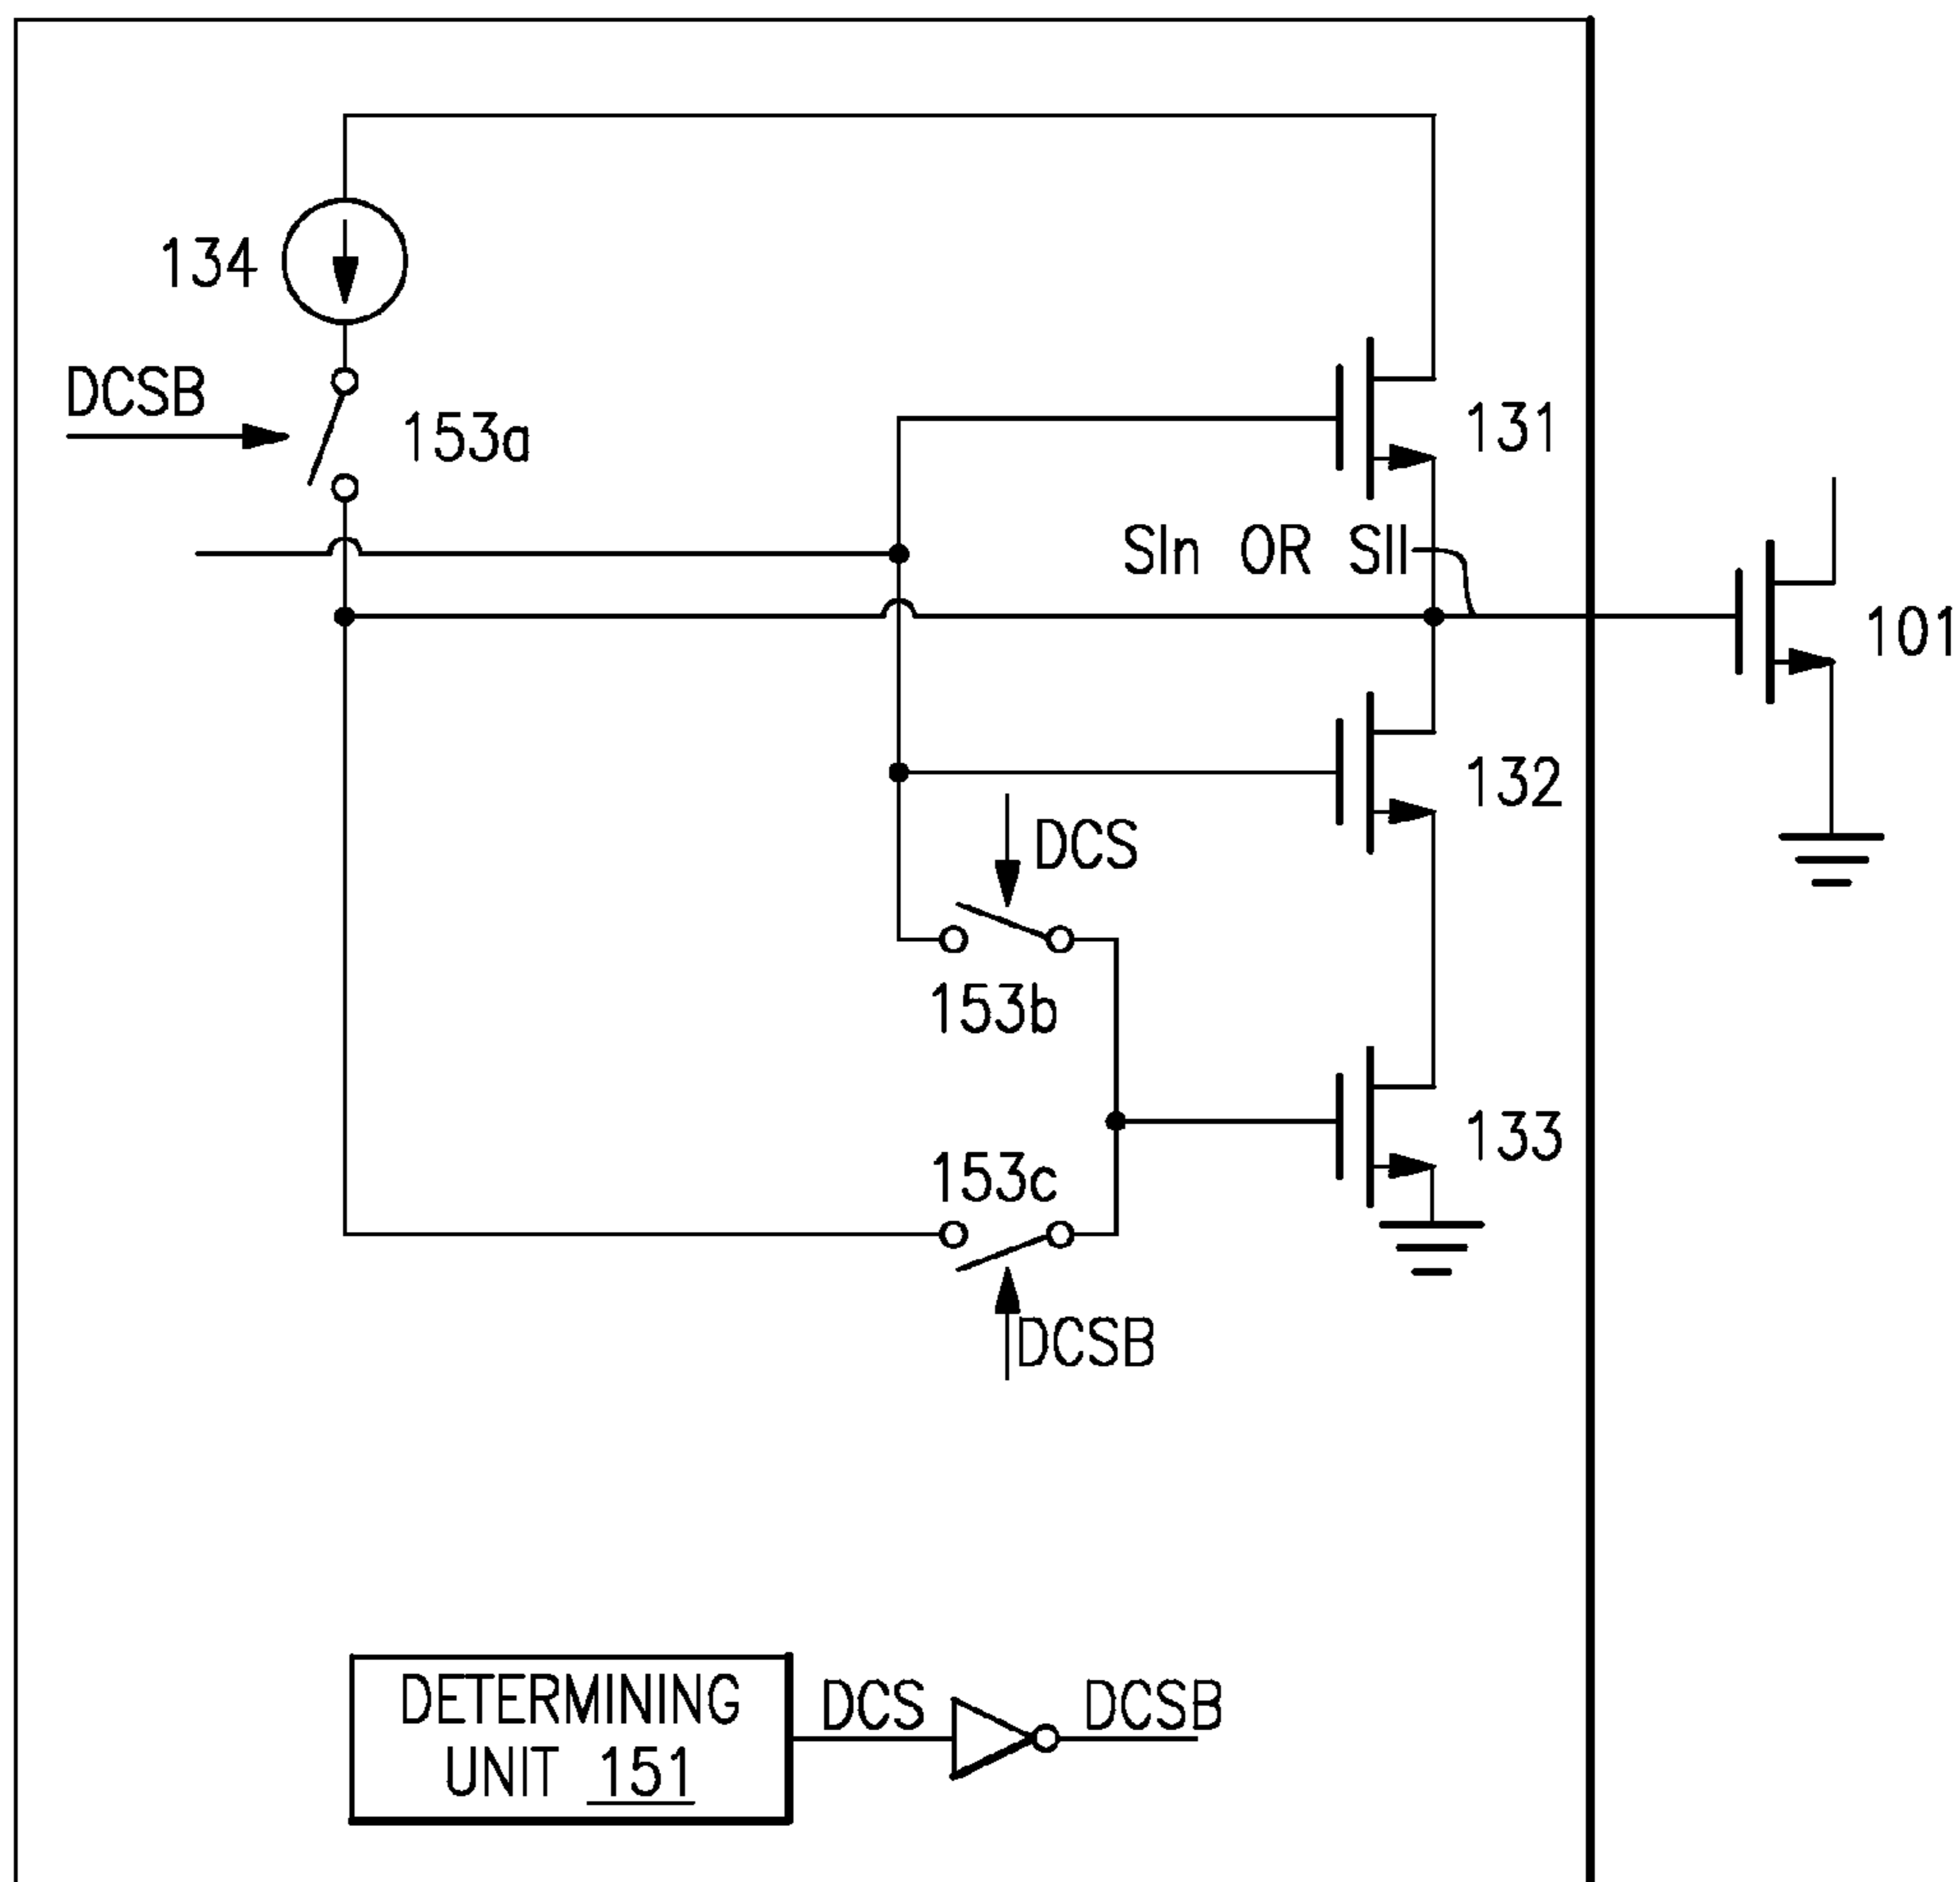 134
DCSB
153a
131
SIn OR SII
101
132
DCS
153b
133
153c
DCSB
DETERMINING
UNIT 151
DCS
DCSB